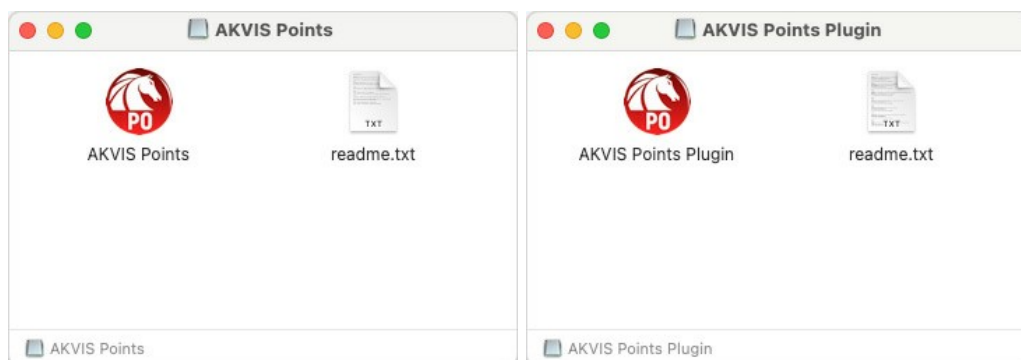 AKVIS Points
PO
TXT
AKVIS Points
readme.txt
AKVIS Points
AKVIS Points Plugin
PO
TXT
AKVIS Points Plugin
readme.txt
AKVIS Points Plugin